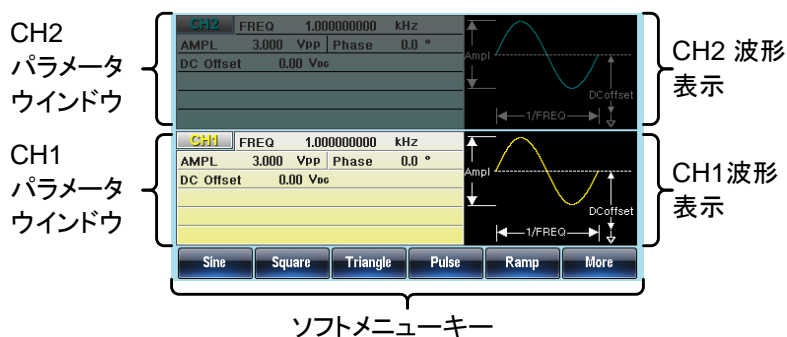 CH2
パラメータ
ウインドウ
CH2 FREQ 1.000000000 kHz
AMPL 3.000 Vpp Phase 0.0 °
DC Offset 0.00 VDC
Ampl
DCoffset
1/FREQ
CH2 波形
表示
CH1
パラメータ
ウインドウ
CH1 FREQ 1.000000000 kHz
AMPL 3.000 Vpp Phase 0.0 °
DC Offset 0.00 VDC
Ampl
DCoffset
1/FREQ
CH1波形
表示
Sine Square Triangle Pulse Ramp More
ソフトメニューキー